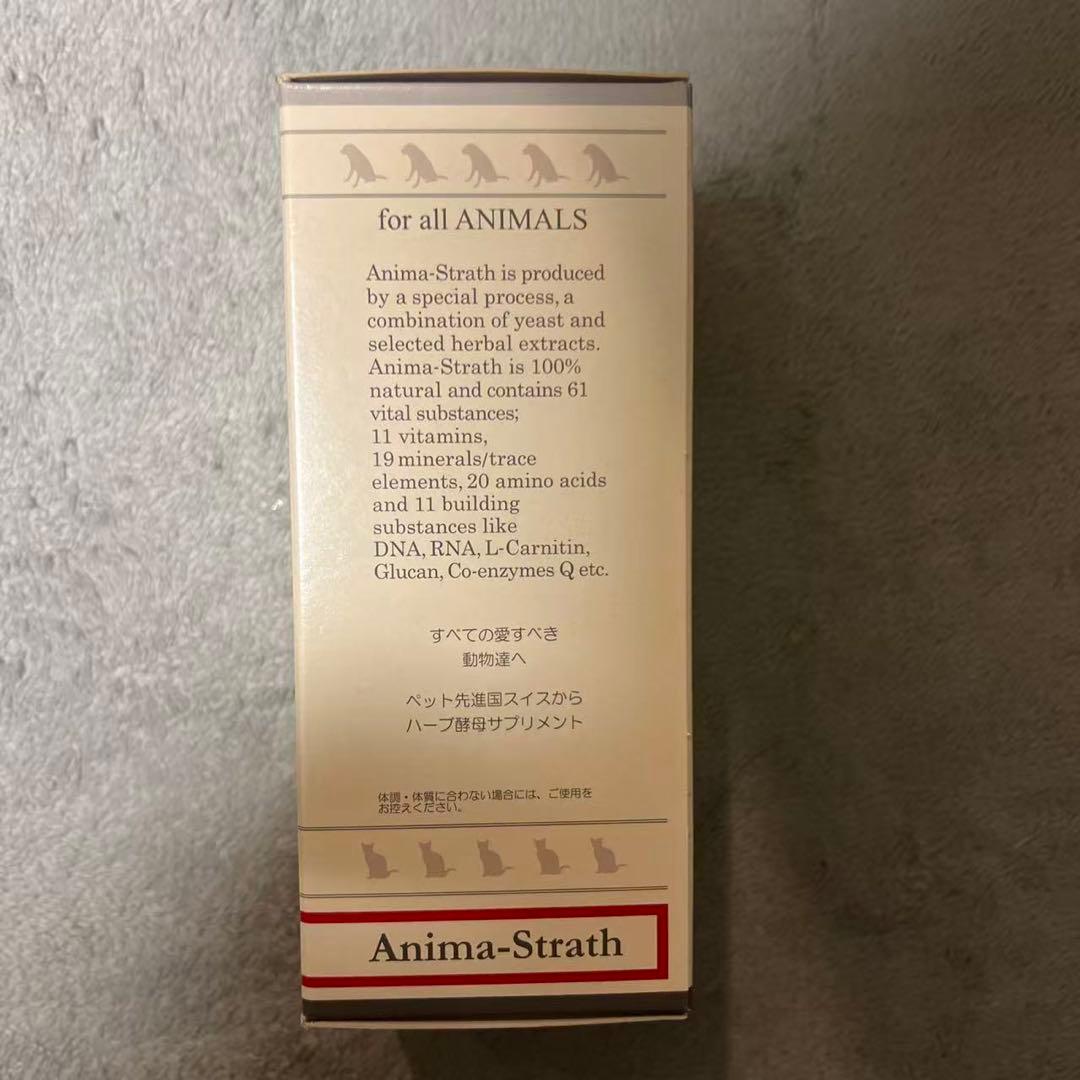 for all ANIMALS
Anima-Strath is produced
by a special process, a
combination of yeast and
selected herbal extracts.
Anima-Strath is 100%
natural and contains 61
vital substances;
11 vitamins,
19 minerals/trace
elements, 20 amino acids
and 11 building
substances like
DNA, RNA, L-Carnitin,
Glucan, Co-enzymes Q etc.
すべての愛すべき
動物達へ
ペット先進国スイスから
ハーブ酵母サプリメント
体調・体質に合わない場合には、ご使用を
お控えください。
Anima-Strath